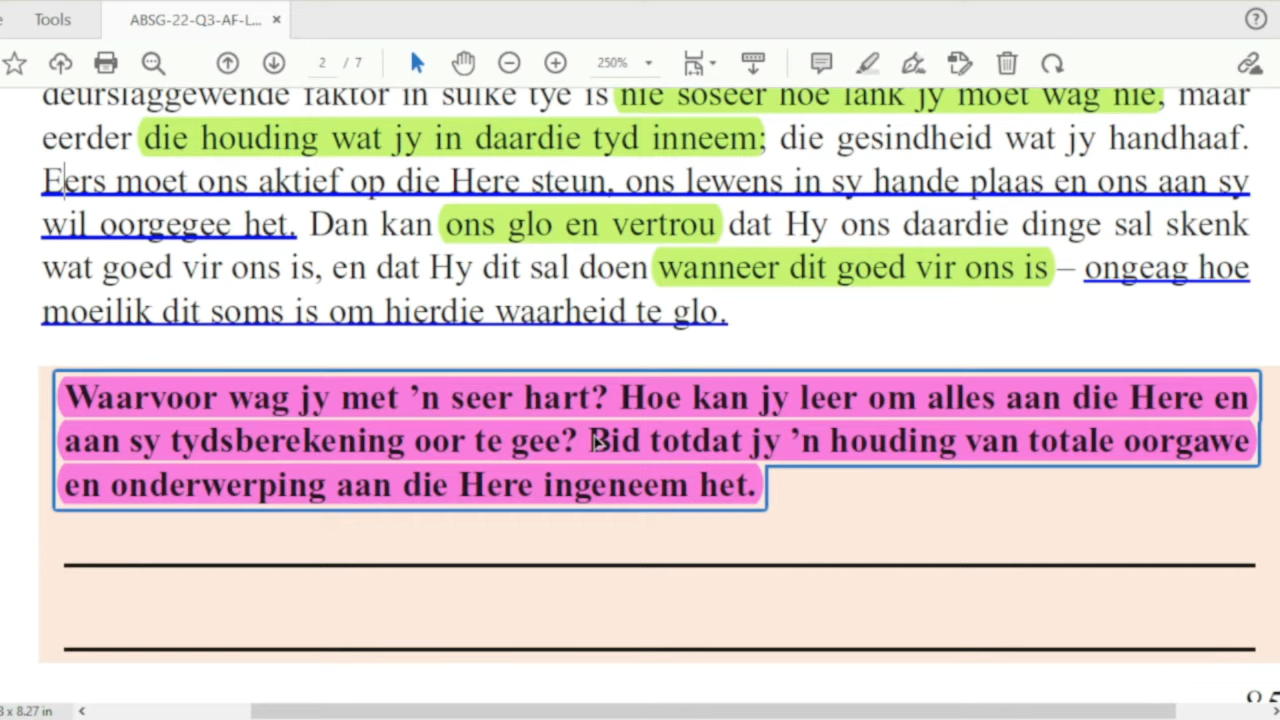 Tools
ABSG-22-Q3-AF-L... ×
2 / 7
250%
deurslaggewende faktor in sulke tye is nie soseer hoe lank jy moet wag nie, maar
eerder die houding wat jy in daardie tyd inneem; die gesindheid wat jy handhaaf.
Eers moet ons aktief op die Here steun, ons lewens in sy hande plaas en ons aan sy
wil oorgegee het. Dan kan ons glo en vertrou dat Hy ons daardie dinge sal skenk
wat goed vir ons is, en dat Hy dit sal doen wanneer dit goed vir ons is – ongeag hoe
moeilik dit soms is om hierdie waarheid te glo.
Waarvoor wag jy met ’n seer hart? Hoe kan jy leer om alles aan die Here en
aan sy tydsberekening oor te gee? Bid totdat jy ’n houding van totale oorgawe
en onderwerping aan die Here ingeneem het.
x 8.27 in